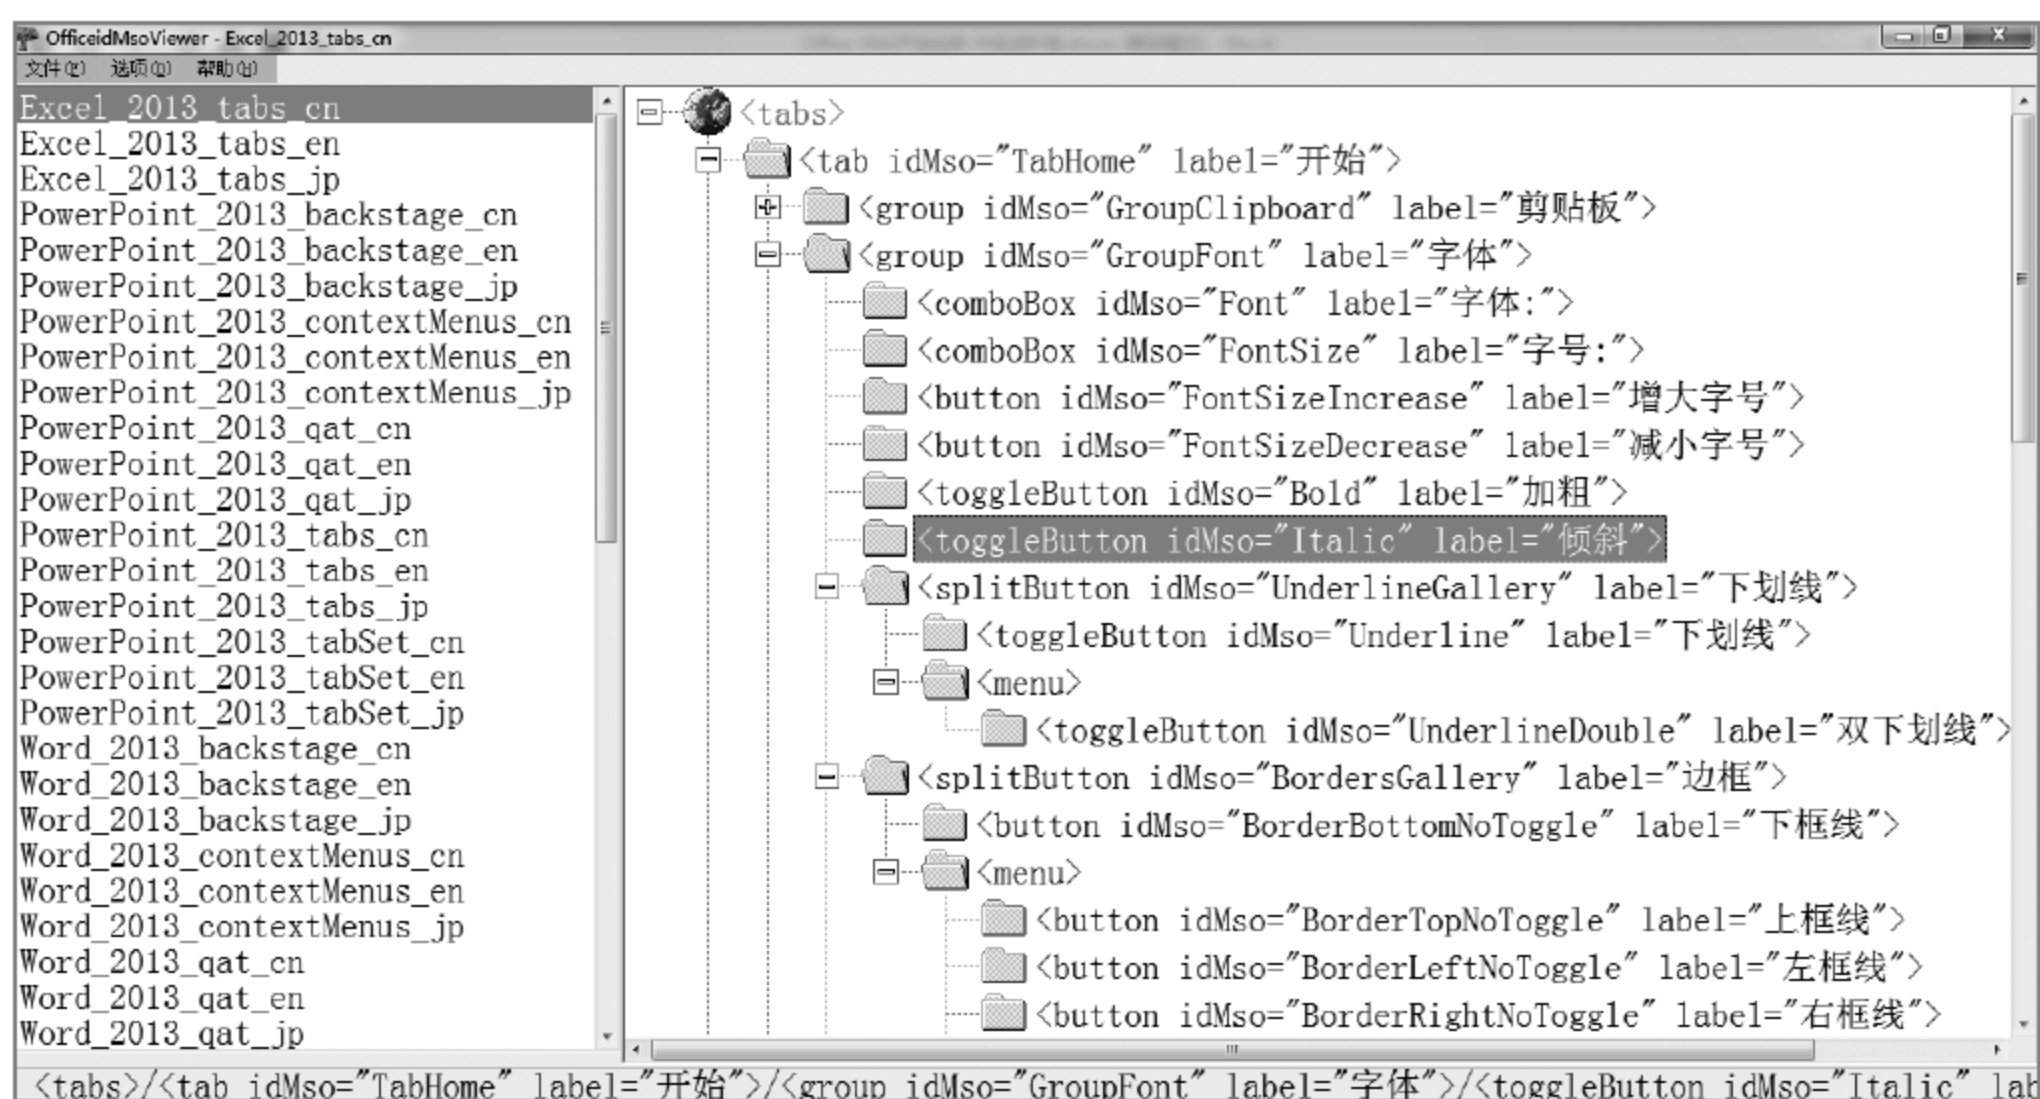 OfficeidMsoViewer - Excel_2013_tabs_cn
文件(F) 选项(O) 帮助(H)
Excel_2013_tabs_cn
Excel_2013_tabs_en
Excel_2013_tabs_jp
PowerPoint_2013_backstage_cn
PowerPoint_2013_backstage_en
PowerPoint_2013_backstage_jp
PowerPoint_2013_contextMenus_cn
PowerPoint_2013_contextMenus_en
PowerPoint_2013_contextMenus_jp
PowerPoint_2013_qat_cn
PowerPoint_2013_qat_en
PowerPoint_2013_qat_jp
PowerPoint_2013_tabs_cn
PowerPoint_2013_tabs_en
PowerPoint_2013_tabs_jp
PowerPoint_2013_tabSet_cn
PowerPoint_2013_tabSet_en
PowerPoint_2013_tabSet_jp
Word_2013_backstage_cn
Word_2013_backstage_en
Word_2013_backstage_jp
Word_2013_contextMenus_cn
Word_2013_contextMenus_en
Word_2013_contextMenus_jp
Word_2013_qat_cn
Word_2013_qat_en
Word_2013_qat_jp
<tabs>
<tab idMso="TabHome" label="开始">
<group idMso="GroupClipboard" label="剪贴板">
<group idMso="GroupFont" label="字体">
<comboBox idMso="Font" label="字体:">
<comboBox idMso="FontSize" label="字号:">
<button idMso="FontSizeIncrease" label="增大字号">
<button idMso="FontSizeDecrease" label="减小字号">
<toggleButton idMso="Bold" label="加粗">
<toggleButton idMso="Italic" label="倾斜">
<splitButton idMso="UnderlineGallery" label="下划线">
<toggleButton idMso="Underline" label="下划线">
<menu>
<toggleButton idMso="UnderlineDouble" label="双下划线">
<splitButton idMso="BordersGallery" label="边框">
<button idMso="BorderBottomNoToggle" label="下框线">
<menu>
<button idMso="BorderTopNoToggle" label="上框线">
<button idMso="BorderLeftNoToggle" label="左框线">
<button idMso="BorderRightNoToggle" label="右框线">
<tabs>/<tab idMso="TabHome" label="开始">/<group idMso="GroupFont" label="字体">/<toggleButton idMso="Italic" lab